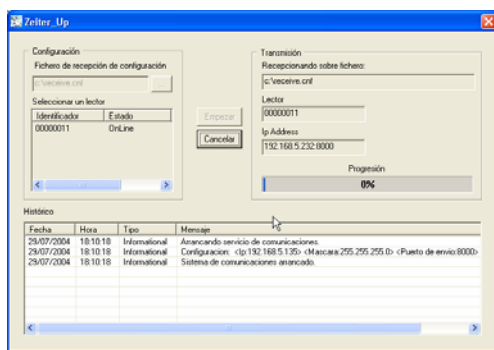 Zeiter_Up
Configuración
Fichero de recepción de configuración
c:\receive.cnf
...
Seleccionar un lector
Identificador Estado
00000011 OnLine
Empezar
Cancelar
Transmisión
Recepcionando sobre fichero:
c:\receive.cnf
Lector
00000011
Ip Address
192.168.5.232:8000
Progresión
0%
Histórico
Fecha Hora Tipo Mensaje
29/07/2004 18:10:18 Informational Arrancando servicio de comunicaciones.
29/07/2004 18:10:18 Informational Configuracion: <Ip:192.168.5.135> <Mascara:255.255.255.0> <Puerto de envio:8000>
29/07/2004 18:10:18 Informational Sistema de comunicaciones arrancado.